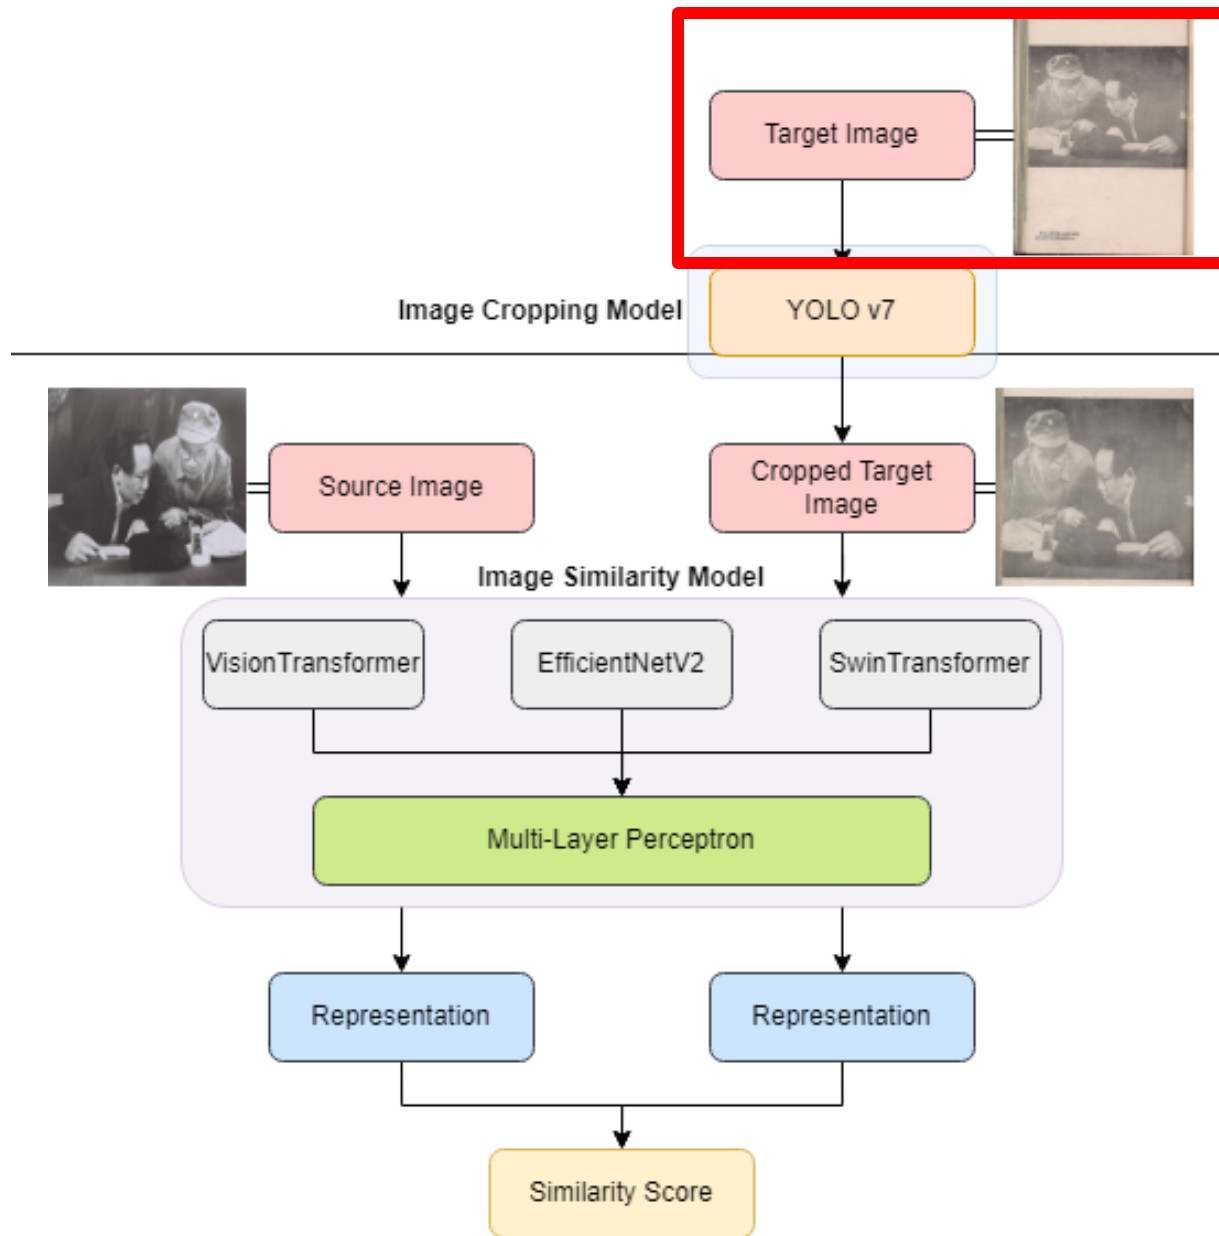 Target Image
Image Cropping Model
YOLO v7
Source Image
Cropped Target
Image
Image Similarity Model
VisionTransformer
EfficientNetV2
SwinTransformer
Multi-Layer Perceptron
Representation
Representation
Similarity Score